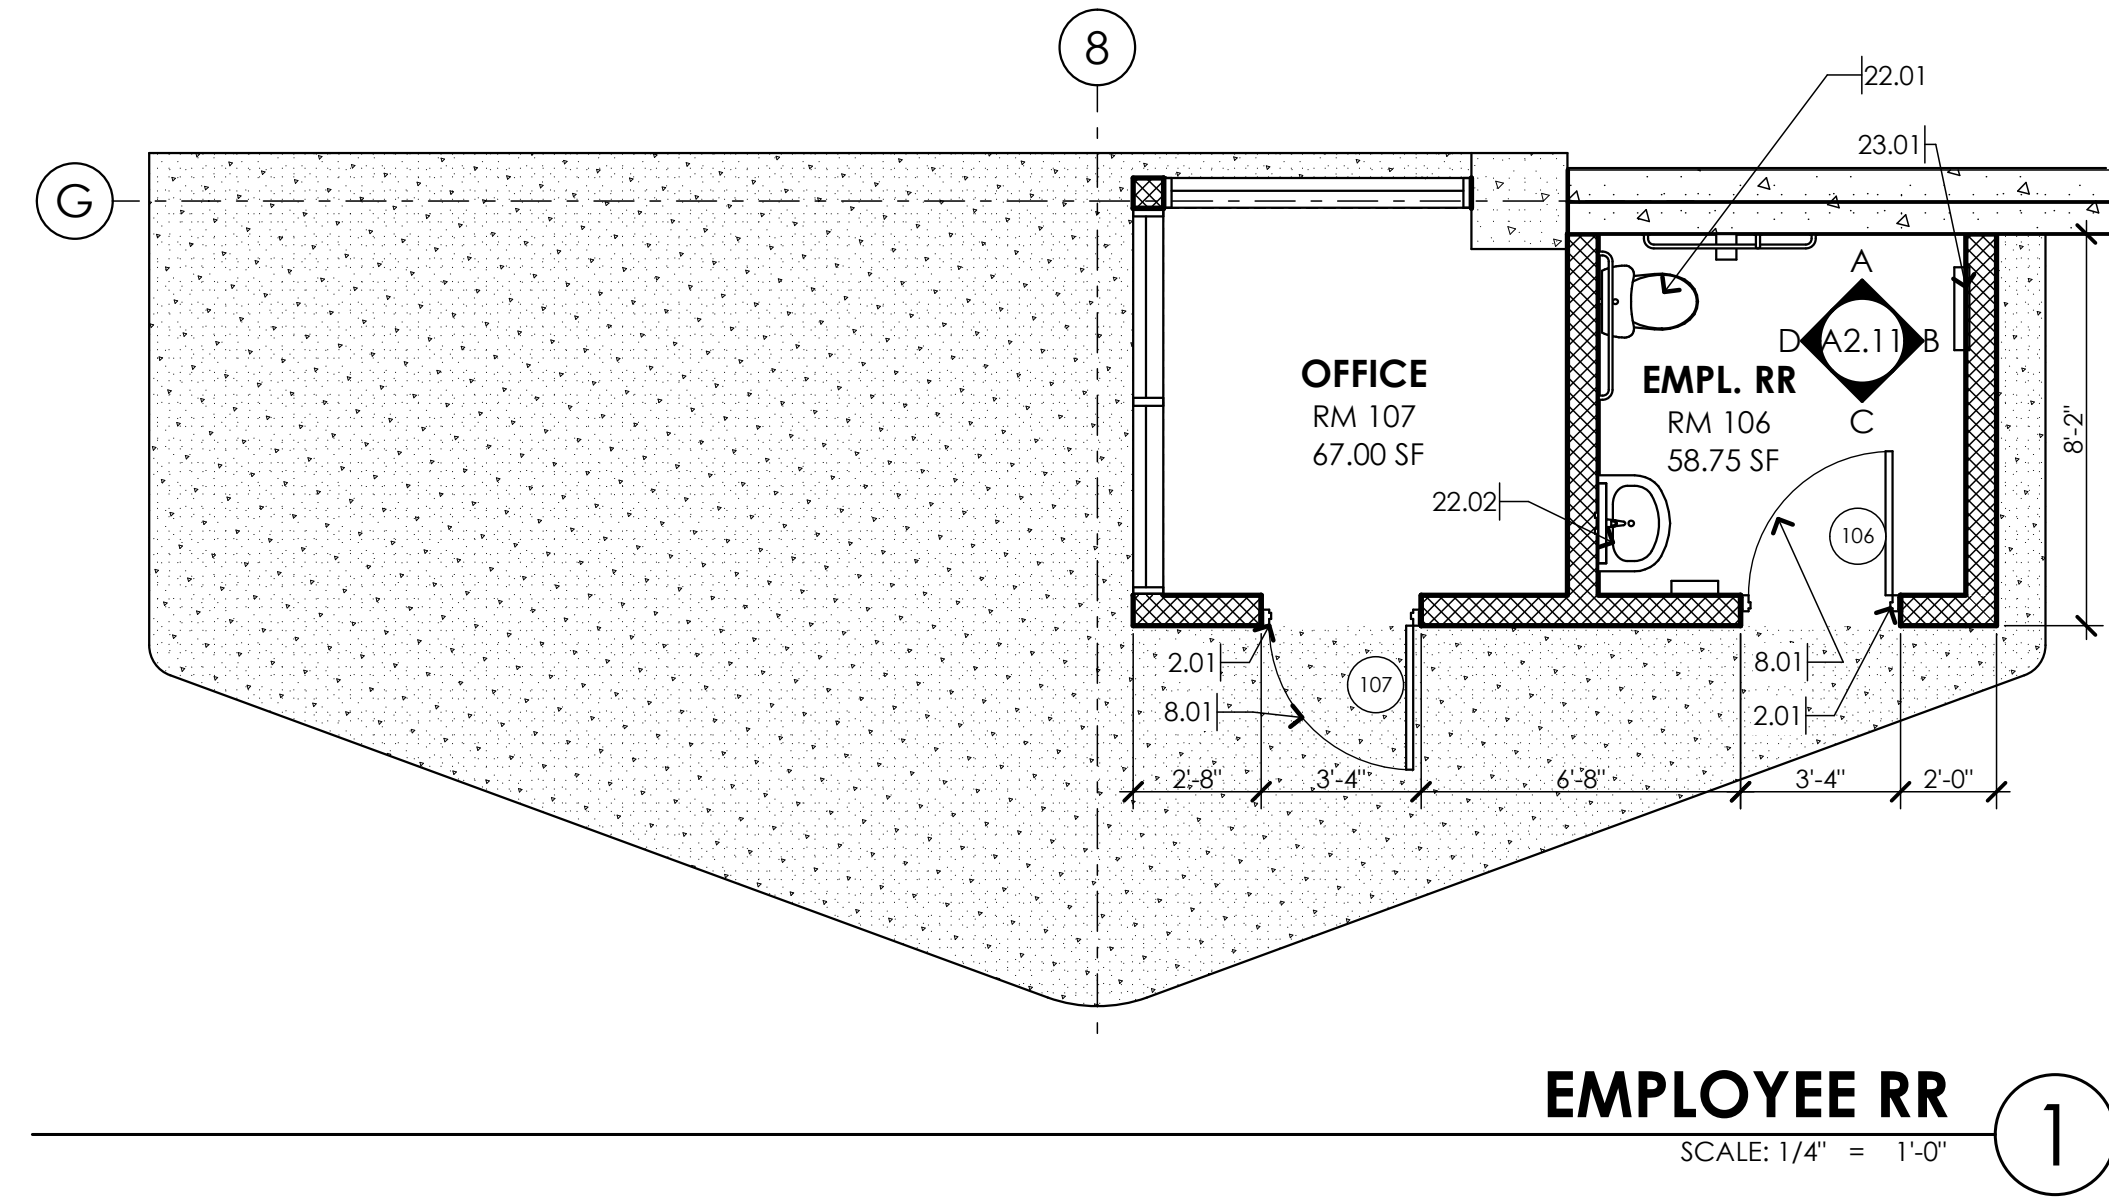 8
22.01
23.01
G
A
D A2.11 B
C
OFFICE
RM 107
67.00 SF
EMPL. RR
RM 106
58.75 SF
8'-2"
22.02
106
2.01
8.01
107
8.01
2.01
2'-8"
3'-4"
6'-8"
3'-4"
2'-0"
EMPLOYEE RR
1
SCALE: 1/4" = 1'-0"